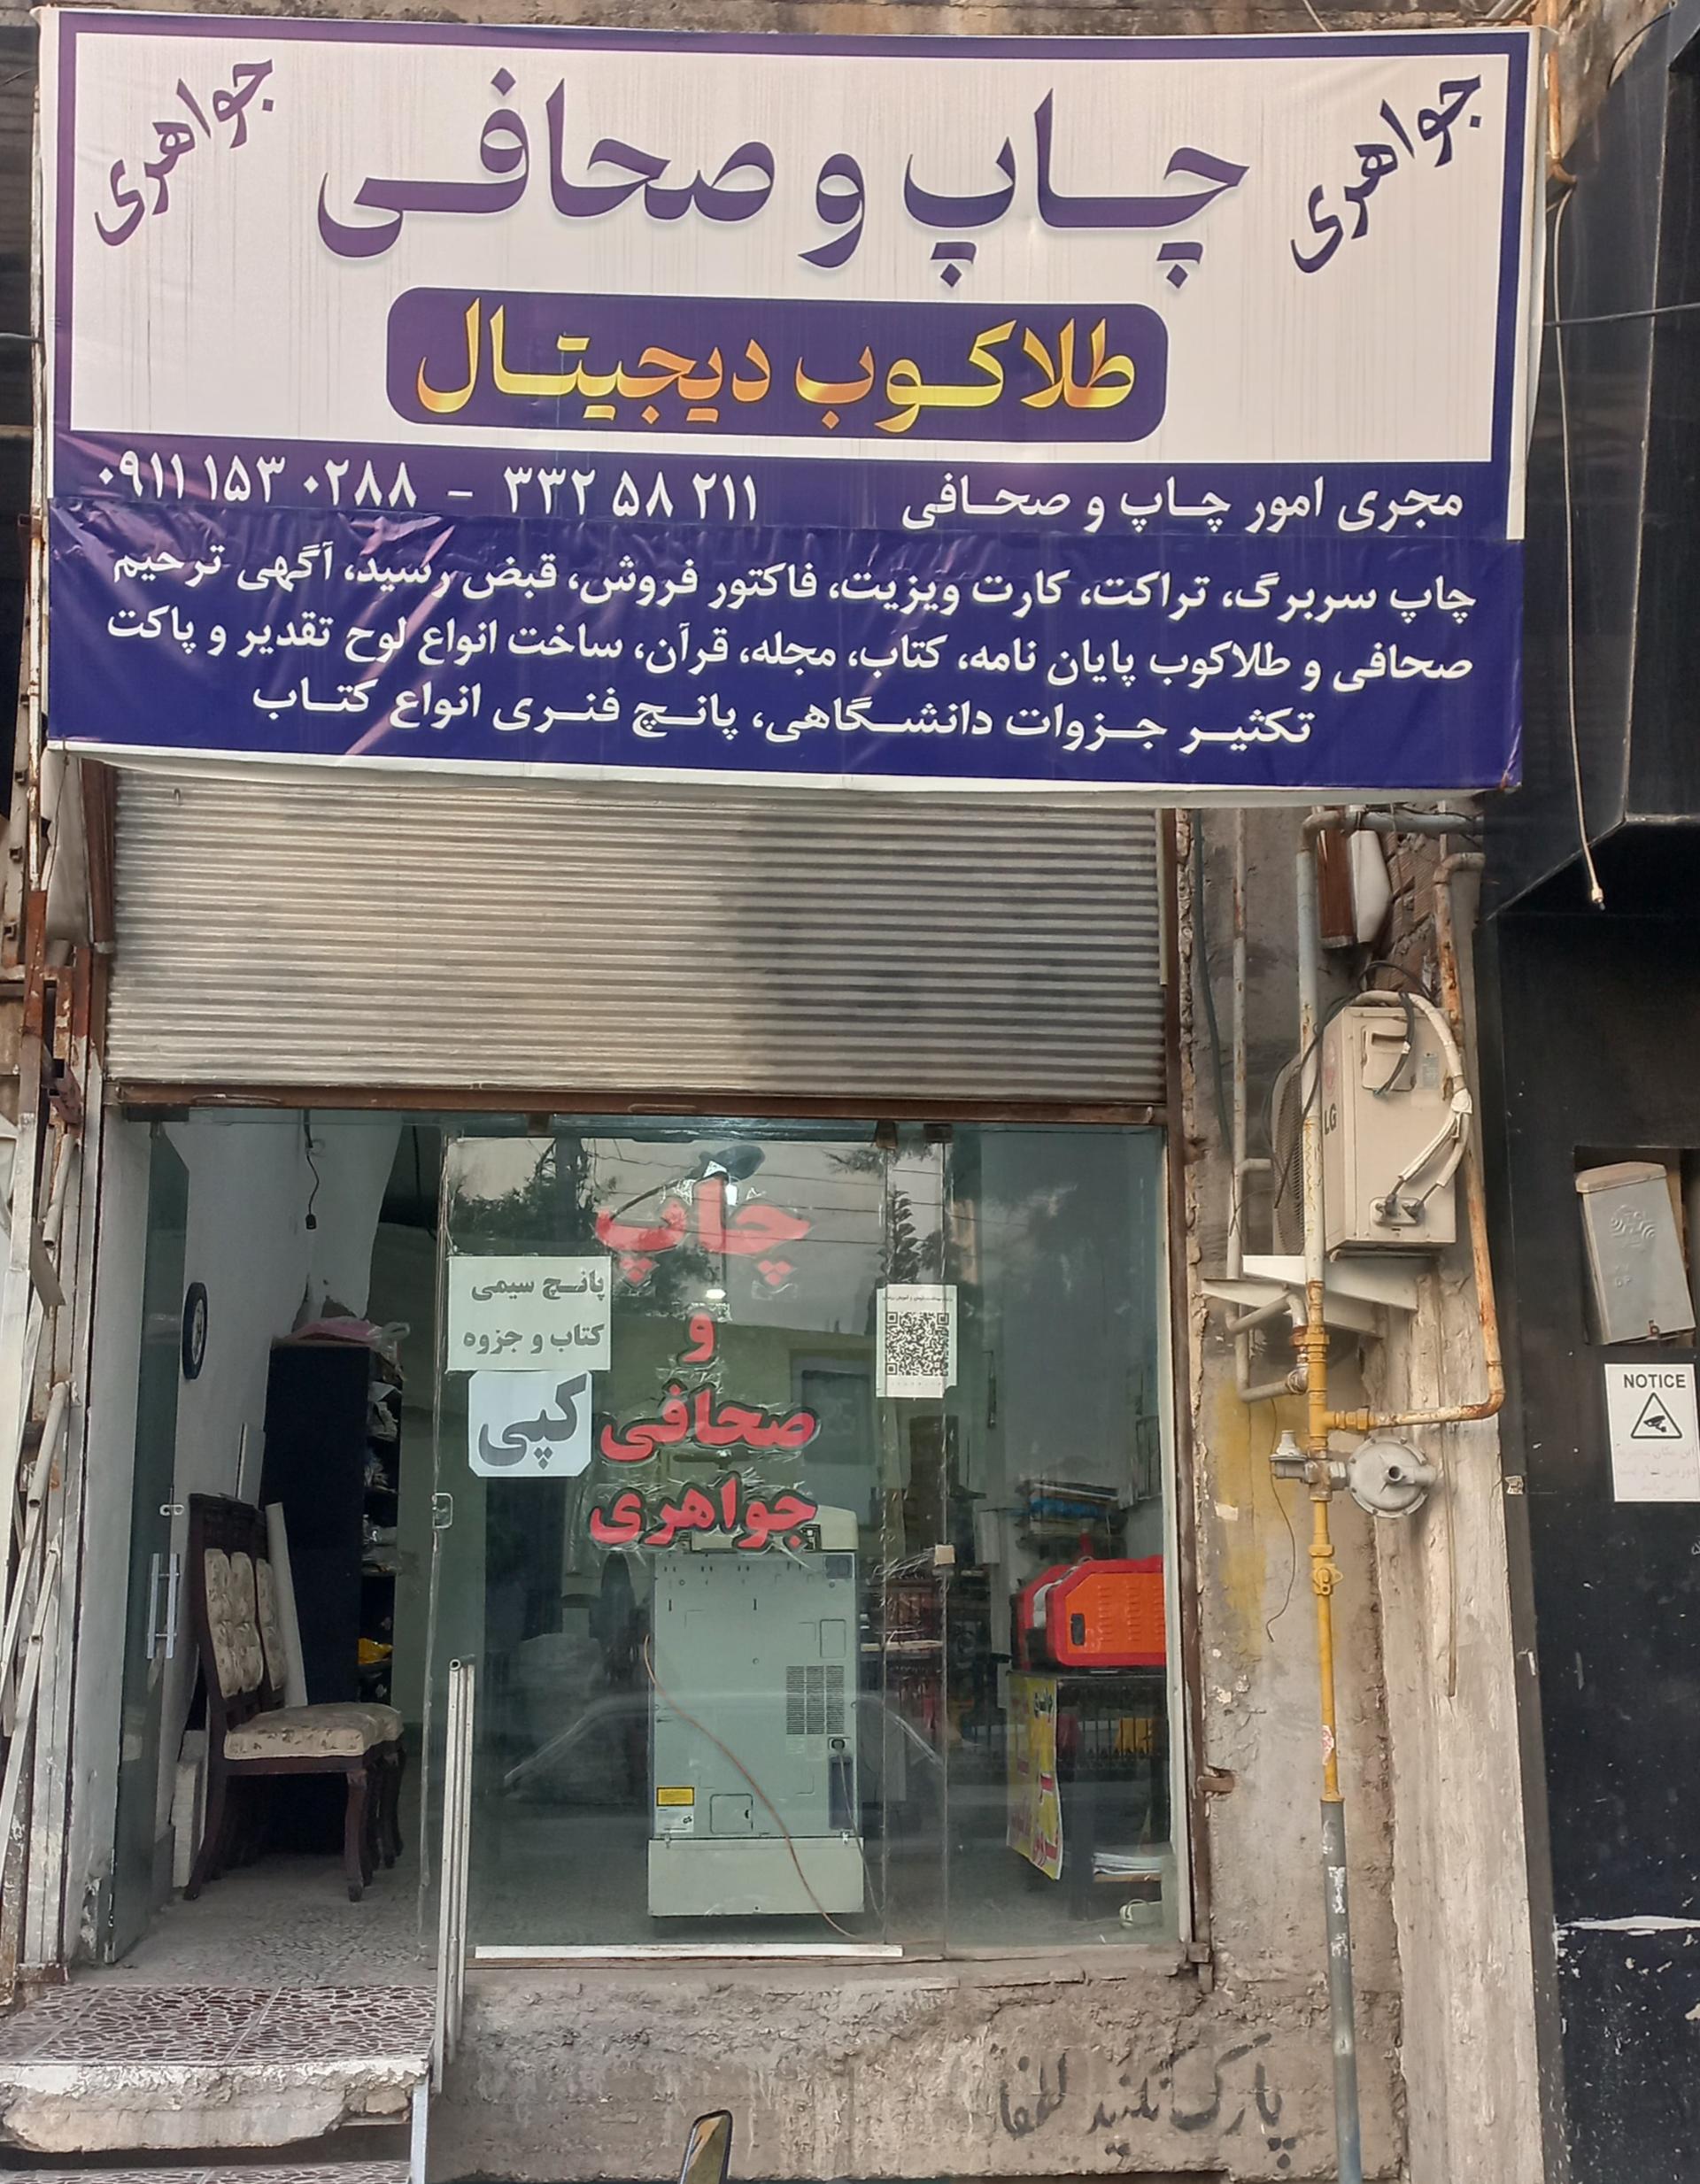 جواهری
چاپ و صحافی
جواهری
طلاکوب دیجیتال
مجری امور چاپ و صحافی
۳۳۲ ۵۸ ۲۱۱ - ۰۹۱۱ ۱۵۳ ۰۲۸۸
چاپ سربرگ، تراکت، کارت ویزیت، فاکتور فروش، قبض رسید، آگهی ترحیم
صحافی و طلاکوب پایان نامه، کتاب، مجله، قرآن، ساخت انواع لوح تقدیر و پاکت
تکثیر جزوات دانشگاهی، پانچ فنری انواع کتاب
چاپ
و
صحافی
جواهری
پانچ سیمی
کتاب و جزوه
کپی
LG
NOTICE
پارک نکنید لطفا